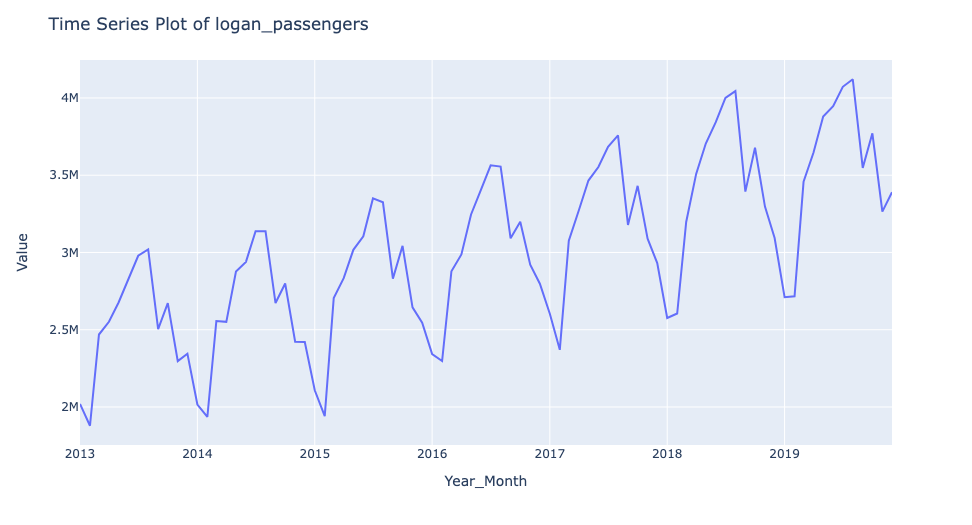 Time Series Plot of logan_passengers
4M
3.5M
3M
2.5M
2M
Value
2013 2014 2015 2016 2017 2018 2019
Year_Month